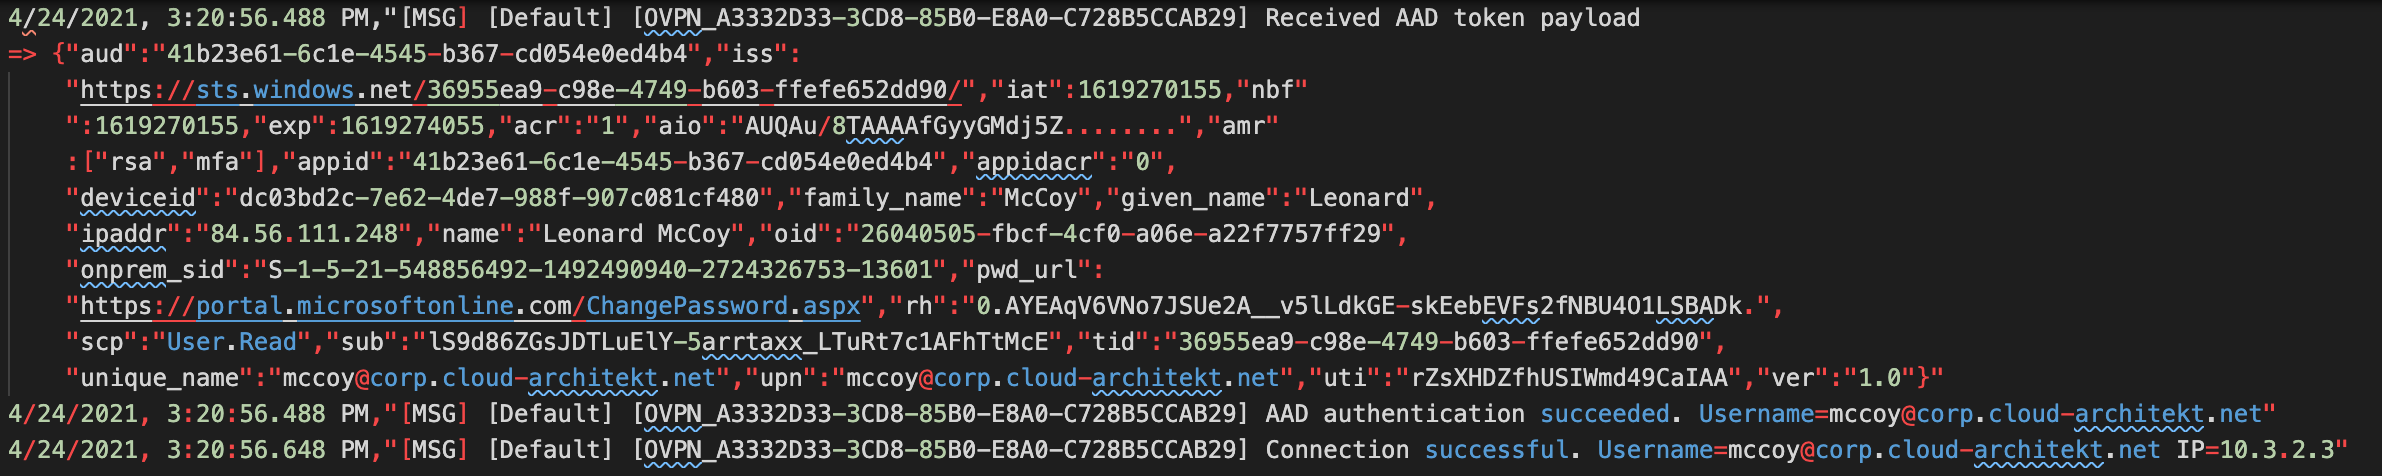 4/24/2021, 3:20:56.488 PM,"[MSG] [Default] [OVPN_A3332D33-3CD8-85B0-E8A0-C728B5CCAB29] Received AAD token payload
=> {"aud":"41b23e61-6c1e-4545-b367-cd054e0ed4b4","iss":
"https://sts.windows.net/36955ea9-c98e-4749-b603-ffefe652dd90/","iat":1619270155,"nbf"
":1619270155,"exp":1619274055,"acr":"1","aio":"AUQAu/8TAAAAfGyyGMdj5Z........","amr"
:["rsa","mfa"],"appid":"41b23e61-6c1e-4545-b367-cd054e0ed4b4","appidacr":"0",
"deviceid":"dc03bd2c-7e62-4de7-988f-907c081cf480","family_name":"McCoy","given_name":"Leonard",
"ipaddr":"84.56.111.248","name":"Leonard McCoy","oid":"26040505-fbcf-4cf0-a06e-a22f7757ff29",
"onprem_sid":"S-1-5-21-548856492-1492490940-2724326753-13601","pwd_url":
"https://portal.microsoftonline.com/ChangePassword.aspx","rh":"0.AYEAqV6VNo7JSUe2A__v5lLdkGE-skEebEVFs2fNBU4O1LSBADk.",
"scp":"User.Read","sub":"lS9d86ZGsJDTLuElY-5arrtaxx_LTuRt7c1AFhTtMcE","tid":"36955ea9-c98e-4749-b603-ffefe652dd90",
"unique_name":"mccoy@corp.cloud-architekt.net","upn":"mccoy@corp.cloud-architekt.net","uti":"rZsXHDZfhUSIWmd49CaIAA","ver":"1.0"}"
4/24/2021, 3:20:56.488 PM,"[MSG] [Default] [OVPN_A3332D33-3CD8-85B0-E8A0-C728B5CCAB29] AAD authentication succeeded. Username=mccoy@corp.cloud-architekt.net"
4/24/2021, 3:20:56.648 PM,"[MSG] [Default] [OVPN_A3332D33-3CD8-85B0-E8A0-C728B5CCAB29] Connection successful. Username=mccoy@corp.cloud-architekt.net IP=10.3.2.3"